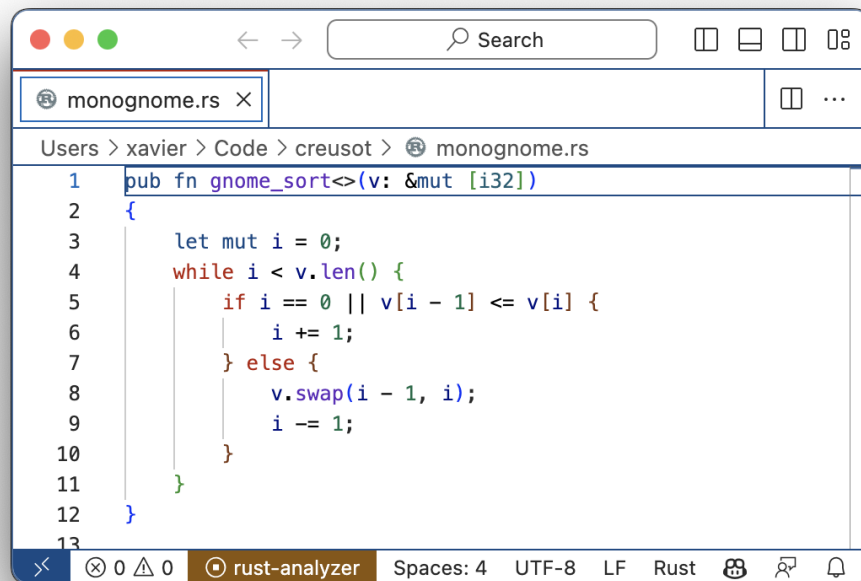 Search
monognome.rs
Users > xavier > Code > creusot > monognome.rs
1 pub fn gnome_sort<>(v: &mut [i32])
2 {
3     let mut i = 0;
4     while i < v.len() {
5         if i == 0 || v[i - 1] <= v[i] {
6             i += 1;
7         } else {
8             v.swap(i - 1, i);
9             i -= 1;
10         }
11     }
12 }
13
0 0 rust-analyzer Spaces: 4 UTF-8 LF Rust